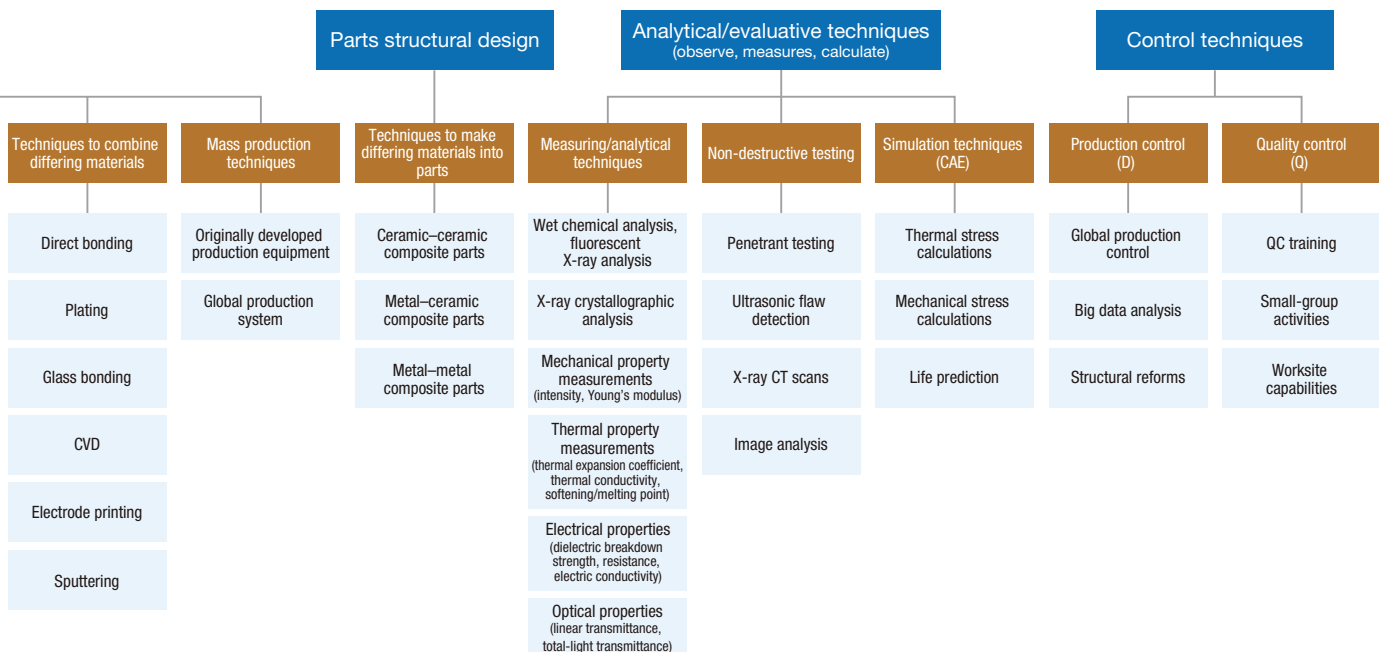 Parts structural design
Analytical/evaluative techniques
(observe, measures, calculate)
Control techniques
Techniques to combine
differing materials
Mass production
techniques
Techniques to make
differing materials into
parts
Measuring/analytical
techniques
Non-destructive testing
Simulation techniques
(CAE)
Production control
(D)
Quality control
(Q)
Direct bonding
Plating
Glass bonding
CVD
Electrode printing
Sputtering
Originally developed
production equipment
Global production
system
Ceramic–ceramic
composite parts
Metal–ceramic
composite parts
Metal–metal
composite parts
Wet chemical analysis,
fluorescent
X-ray analysis
X-ray crystallographic
analysis
Mechanical property
measurements
(intensity, Young’s modulus)
Thermal property
measurements
(thermal expansion coefficient,
thermal conductivity,
softening/melting point)
Electrical properties
(dielectric breakdown
strength, resistance,
electric conductivity)
Optical properties
(linear transmittance,
total-light transmittance)
Penetrant testing
Ultrasonic flaw
detection
X-ray CT scans
Image analysis
Thermal stress
calculations
Mechanical stress
calculations
Life prediction
Global production
control
Big data analysis
Structural reforms
QC training
Small-group
activities
Worksite
capabilities